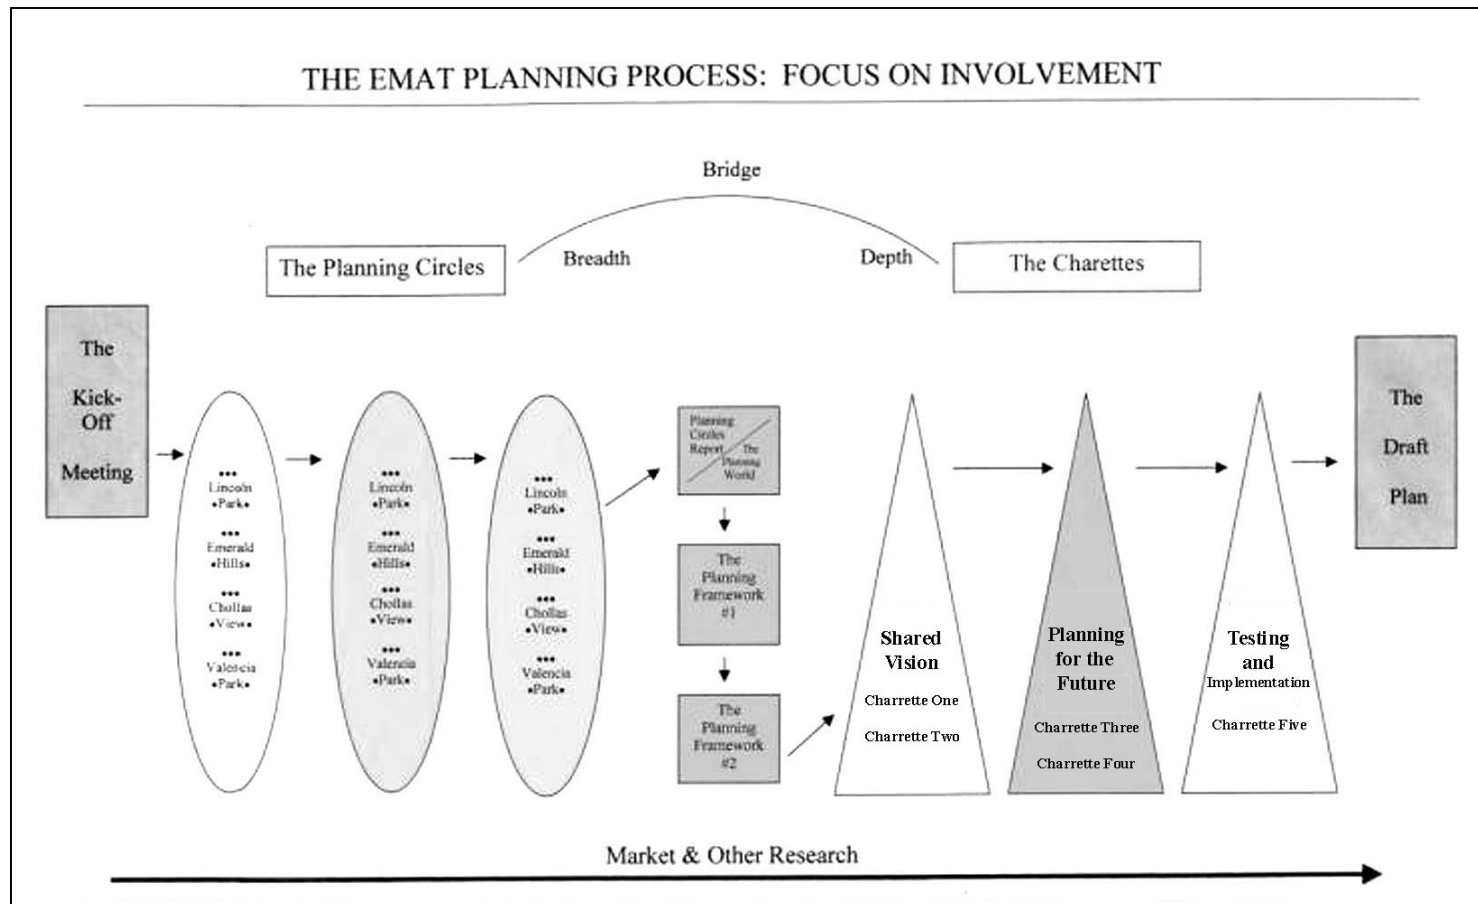 THE EMAT PLANNING PROCESS: FOCUS ON INVOLVEMENT
Bridge
Breadth
Depth
The Planning Circles
The Charettes
The
Kick-
Off
Meeting
•••
Lincoln
•Park•
•••
Emerald
•Hills•
•••
Chollas
•View•
•••
Valencia
•Park•
•••
Lincoln
•Park•
•••
Emerald
•Hills•
•••
Chollas
•View•
•••
Valencia
•Park•
•••
Lincoln
•Park•
•••
Emerald
•Hills•
•••
Chollas
•View•
•••
Valencia
•Park•
Planning
Circles
Report
The
Planning
World
The
Planning
Framework
#1
The
Planning
Framework
#2
Shared
Vision
Charrette One
Charrette Two
Planning
for the
Future
Charrette Three
Charrette Four
Testing
and
Implementation
Charrette Five
The
Draft
Plan
Market & Other Research